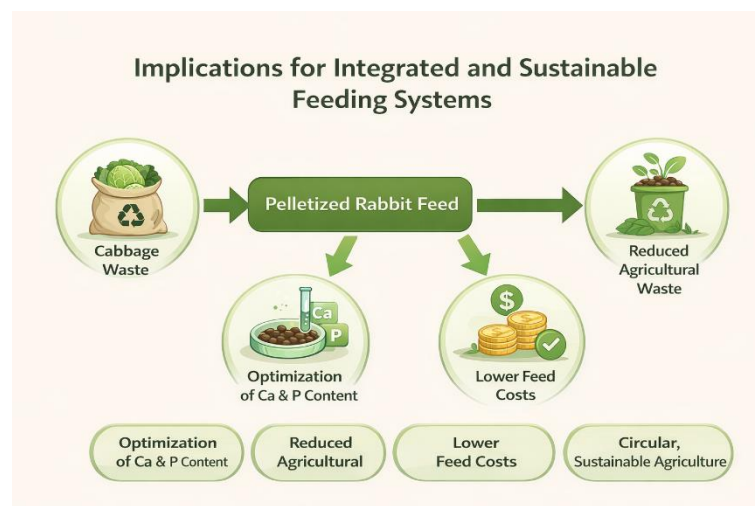 Implications for Integrated and Sustainable
Feeding Systems
Cabbage
Waste
Pelletized Rabbit Feed
Reduced
Agricultural
Waste
Ca
P
Optimization
of Ca & P Content
$
Lower Feed
Costs
Optimization
of Ca & P Content
Reduced
Agricultural
Lower
Feed Costs
Circular,
Sustainable Agriculture